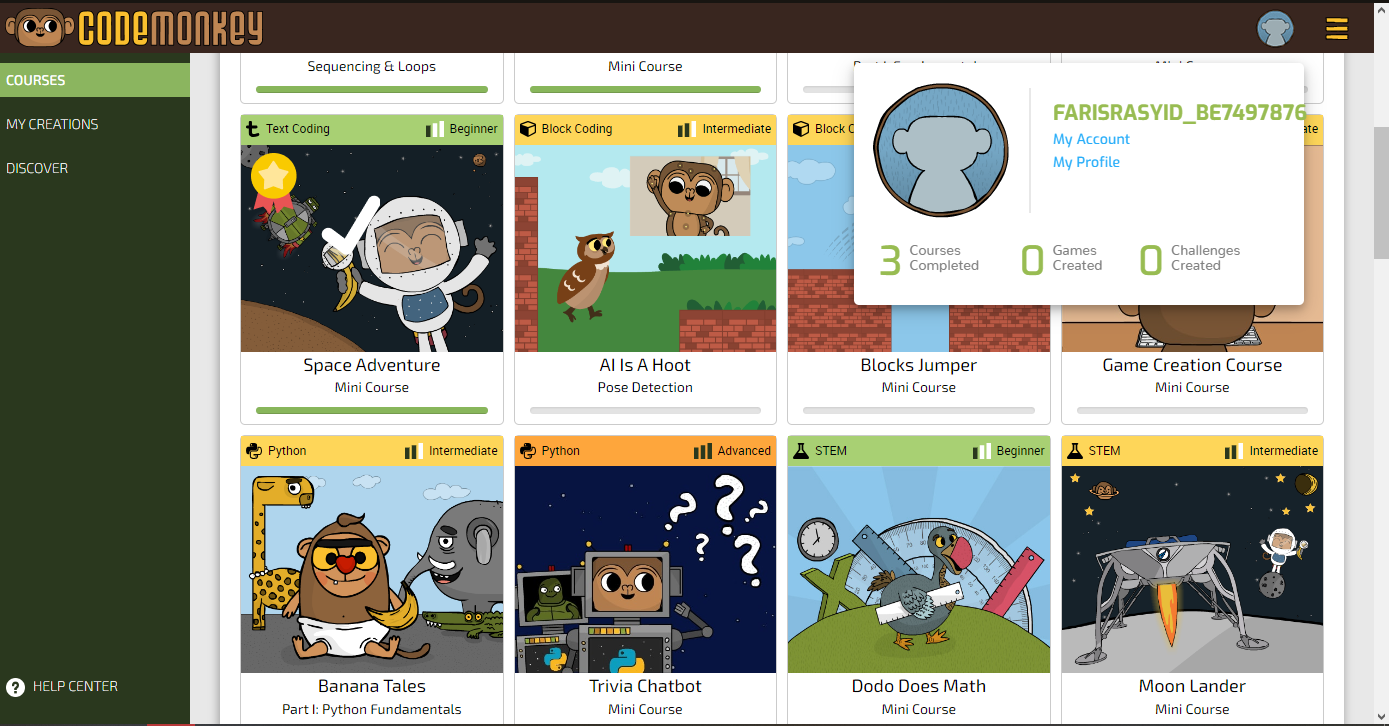 CODEMONKEY
COURSES
MY CREATIONS
DISCOVER
HELP CENTER
Sequencing & Loops
Mini Course
FARISRASYID_BE7497876
My Account
My Profile
3 Courses Completed
0 Games Created
0 Challenges Created
Text Coding Beginner
Space Adventure
Mini Course
Block Coding Intermediate
AI Is A Hoot
Pose Detection
Block C
Blocks Jumper
Mini Course
ate
Game Creation Course
Mini Course
Python Intermediate
Banana Tales
Part I: Python Fundamentals
Python Advanced
Trivia Chatbot
Mini Course
STEM Beginner
Dodo Does Math
Mini Course
STEM Intermediate
Moon Lander
Mini Course